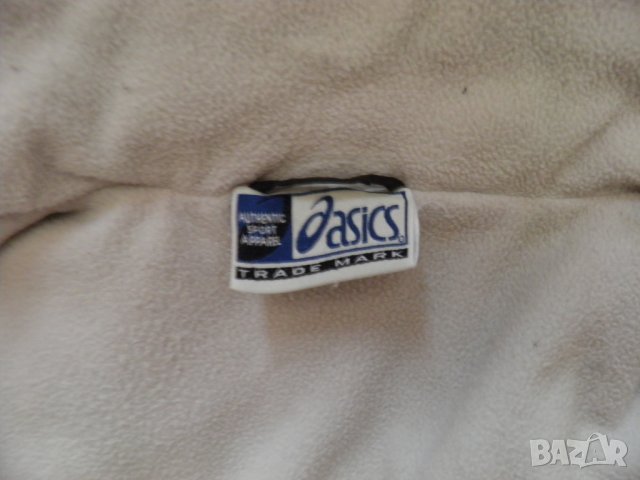 AUTHENTIC
SPORT
APPAREL
asics
TRADE MARK
BAZAR